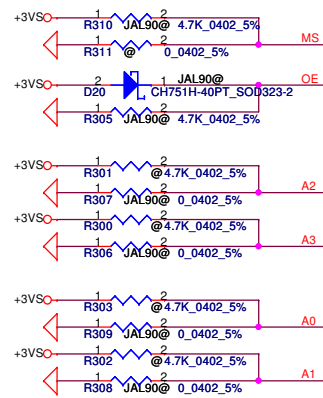 +3VS 1 2
R310 JAL90@ 4.7K_0402_5%
1 2 MS
R311 @ 0_0402_5%
+3VS 2 1 JAL90@ OE
D20 CH751H-40PT_SOD323-2
1 2
R305 JAL90@ 4.7K_0402_5%
+3VS 1 2
R301 @4.7K_0402_5%
1 2 A2
R307 JAL90@ 0_0402_5%
+3VS 1 2
R300 @4.7K_0402_5%
1 2 A3
R306 JAL90@ 0_0402_5%
+3VS 1 2
R303 @4.7K_0402_5%
1 2 A0
R309 JAL90@ 0_0402_5%
+3VS 1 2
R302 @4.7K_0402_5%
1 2 A1
R308 JAL90@ 0_0402_5%